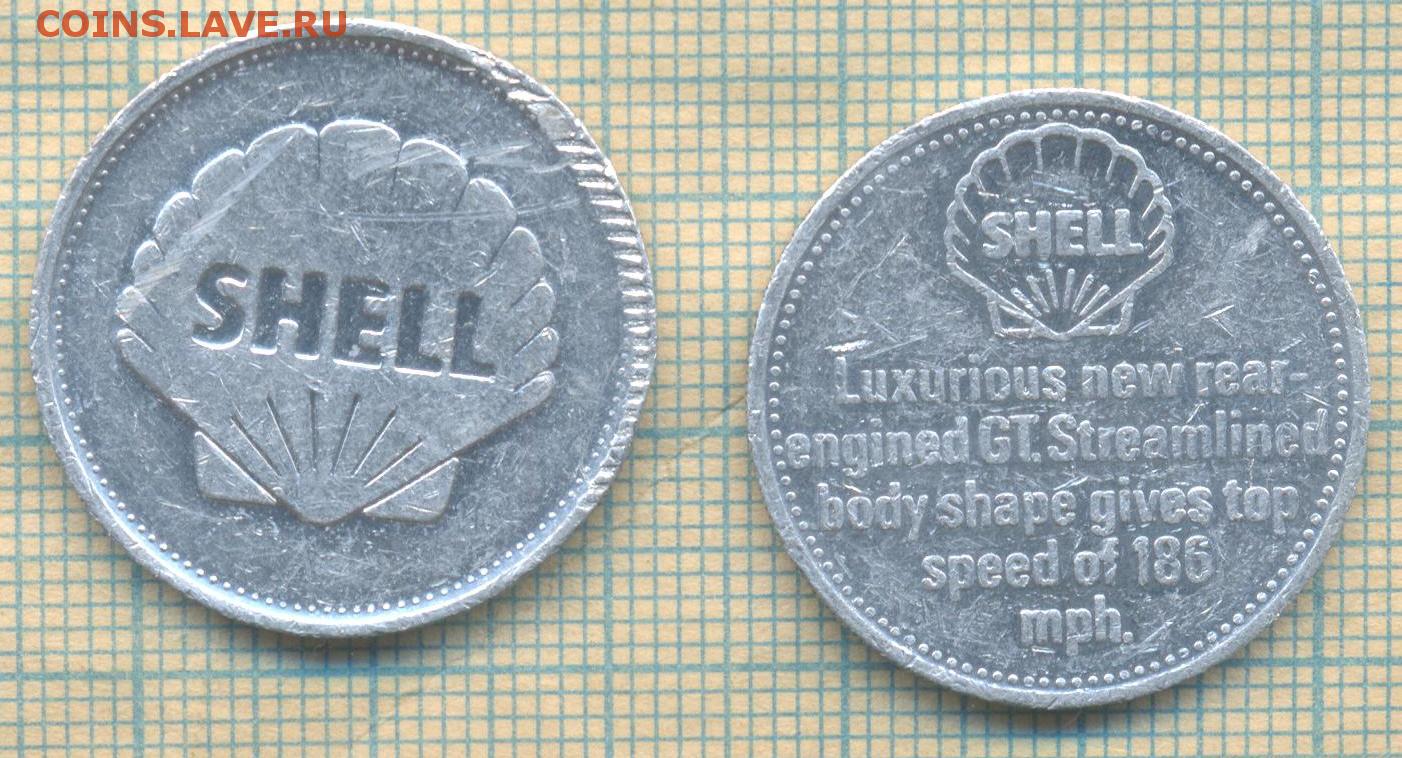 COINS.LAVE.RU
SHELL
SHELL
Luxurious new rear-
engined GT. Streamlined
body shape gives top
speed of 186
mph.